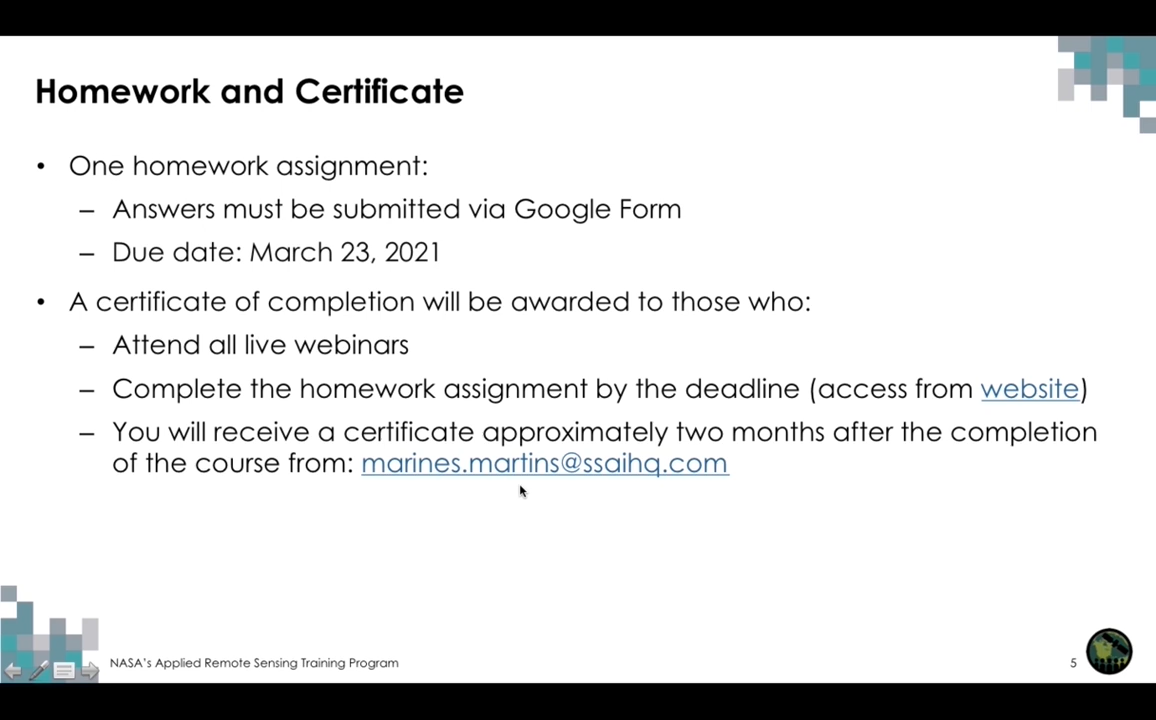 Homework and Certificate
• One homework assignment:
– Answers must be submitted via Google Form
– Due date: March 23, 2021
• A certificate of completion will be awarded to those who:
– Attend all live webinars
– Complete the homework assignment by the deadline (access from website)
– You will receive a certificate approximately two months after the completion
of the course from: marines.martins@ssaihq.com
NASA's Applied Remote Sensing Training Program
5